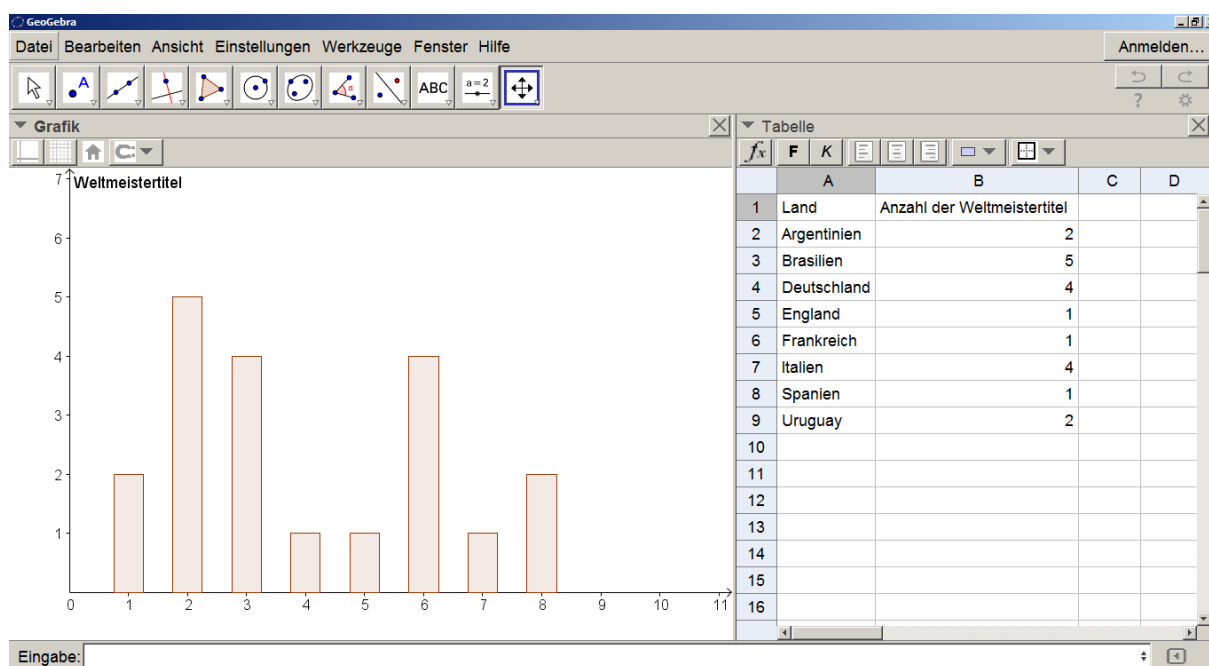 GeoGebra
Datei Bearbeiten Ansicht Einstellungen Werkzeuge Fenster Hilfe Anmelden...
A ABC a=2
Grafik
Weltmeistertitel
7
6
5
4
3
2
1
0 1 2 3 4 5 6 7 8 9 10 11
Tabelle
fx F K
A B C D
1 Land Anzahl der Weltmeistertitel
2 Argentinien 2
3 Brasilien 5
4 Deutschland 4
5 England 1
6 Frankreich 1
7 Italien 4
8 Spanien 1
9 Uruguay 2
10
11
12
13
14
15
16
Eingabe: